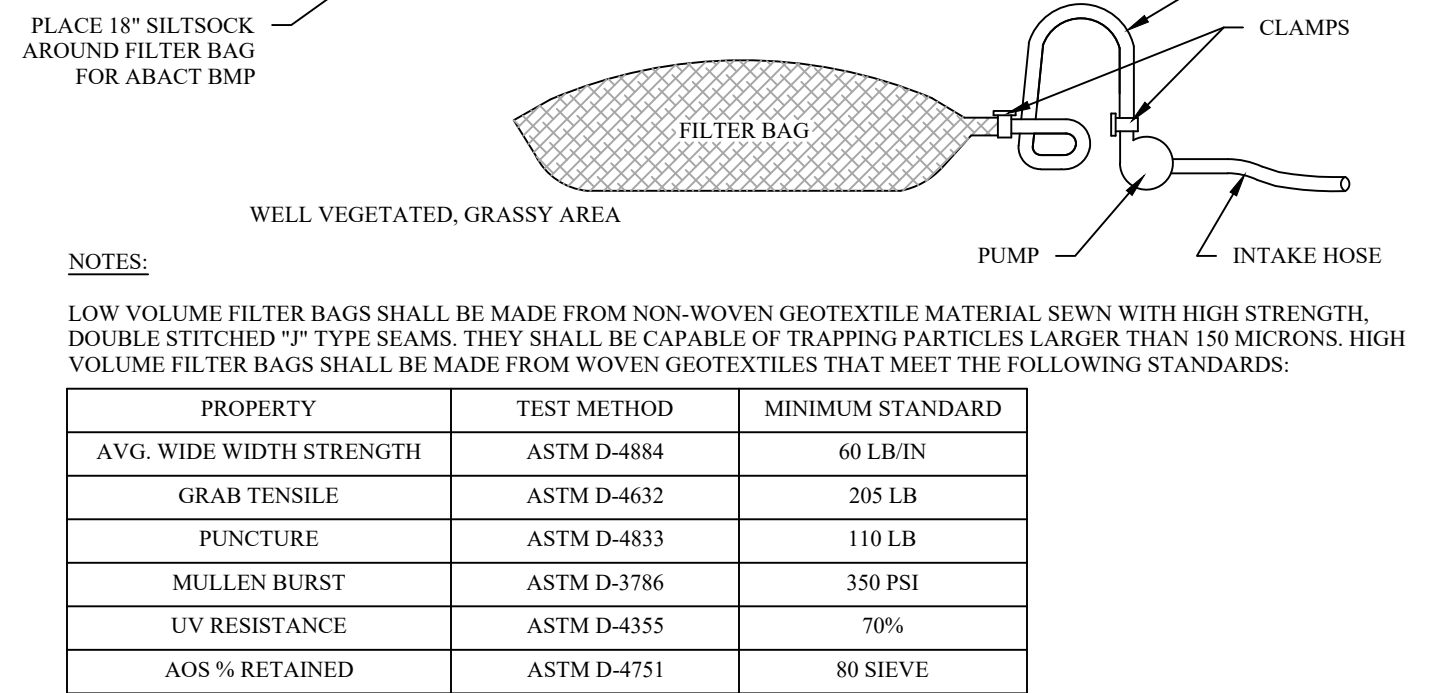 PLACE 18" SILTSOCK
AROUND FILTER BAG
FOR ABACT BMP
CLAMPS
FILTER BAG
WELL VEGETATED, GRASSY AREA
PUMP
INTAKE HOSE
NOTES:
LOW VOLUME FILTER BAGS SHALL BE MADE FROM NON-WOVEN GEOTEXTILE MATERIAL SEWN WITH HIGH STRENGTH,
DOUBLE STITCHED "J" TYPE SEAMS. THEY SHALL BE CAPABLE OF TRAPPING PARTICLES LARGER THAN 150 MICRONS. HIGH
VOLUME FILTER BAGS SHALL BE MADE FROM WOVEN GEOTEXTILES THAT MEET THE FOLLOWING STANDARDS:
PROPERTY TEST METHOD MINIMUM STANDARD
AVG. WIDE WIDTH STRENGTH ASTM D-4884 60 LB/IN
GRAB TENSILE ASTM D-4632 205 LB
PUNCTURE ASTM D-4833 110 LB
MULLEN BURST ASTM D-3786 350 PSI
UV RESISTANCE ASTM D-4355 70%
AOS % RETAINED ASTM D-4751 80 SIEVE